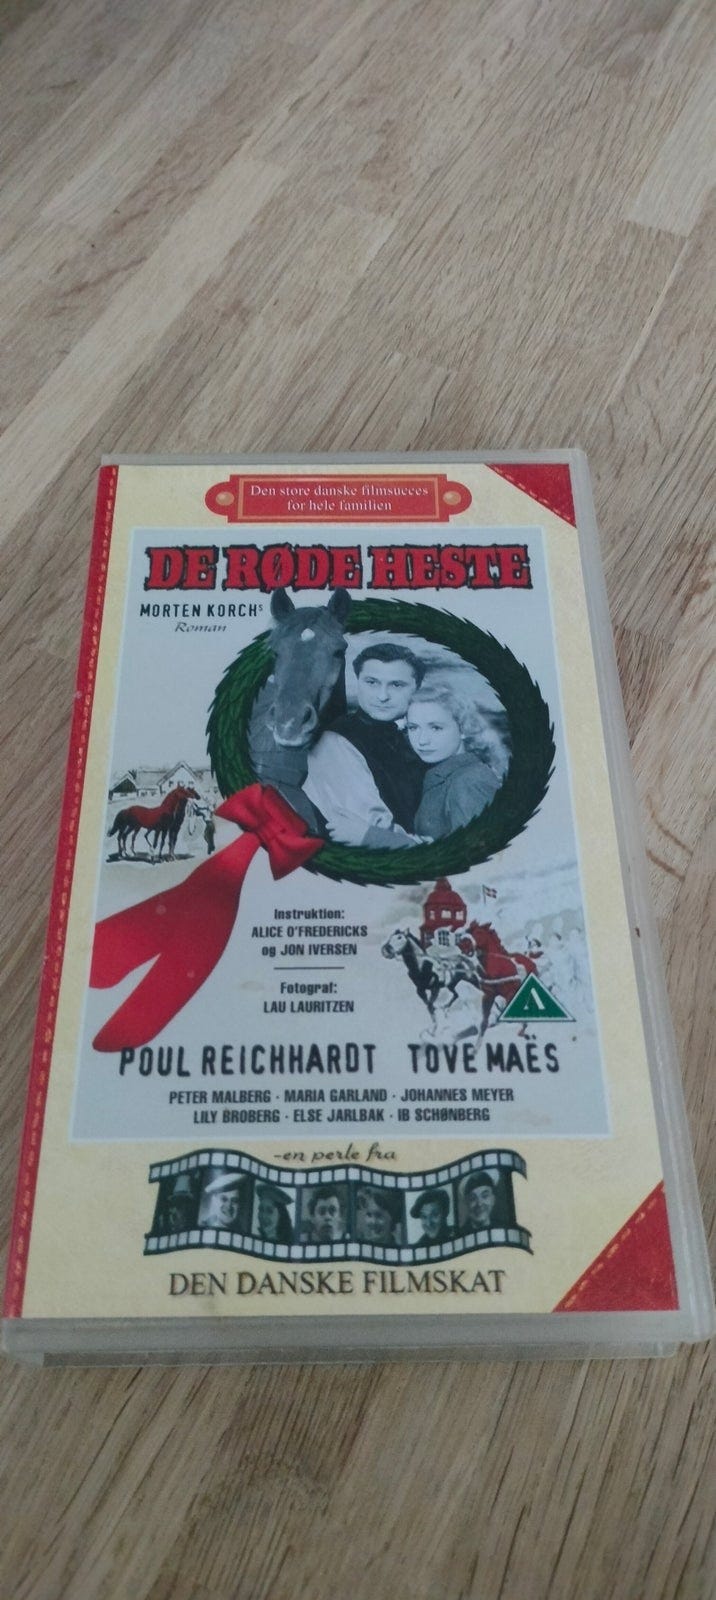 Den store danske filmsucces
for hele familien
DE RØDE HESTE
MORTEN KORCHs
Roman
Instruktion:
ALICE O'FREDERICKS
og JON IVERSEN
Fotograf:
LAU LAURITZEN
A
POUL REICHHARDT TOVE MAËS
PETER MALBERG · MARIA GARLAND · JOHANNES MEYER
LILY BROBERG · ELSE JARLBAK · IB SCHØNBERG
-en perle fra
DEN DANSKE FILMSKAT